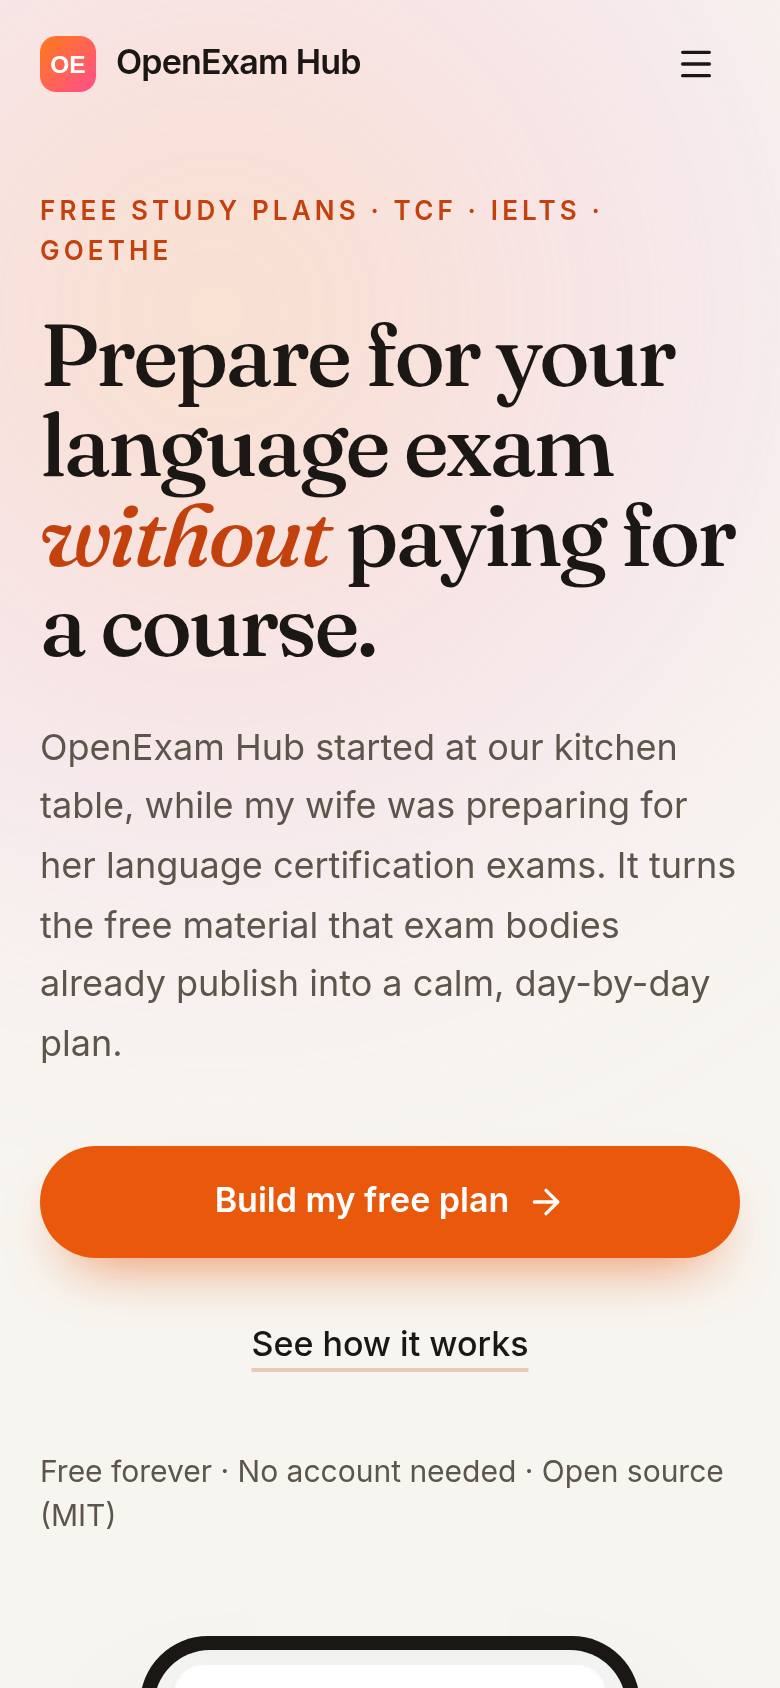 OE OpenExam Hub
FREE STUDY PLANS · TCF · IELTS ·
GOETHE
Prepare for your
language exam
without paying for
a course.
OpenExam Hub started at our kitchen
table, while my wife was preparing for
her language certification exams. It turns
the free material that exam bodies
already publish into a calm, day-by-day
plan.
Build my free plan →
See how it works
Free forever · No account needed · Open source
(MIT)